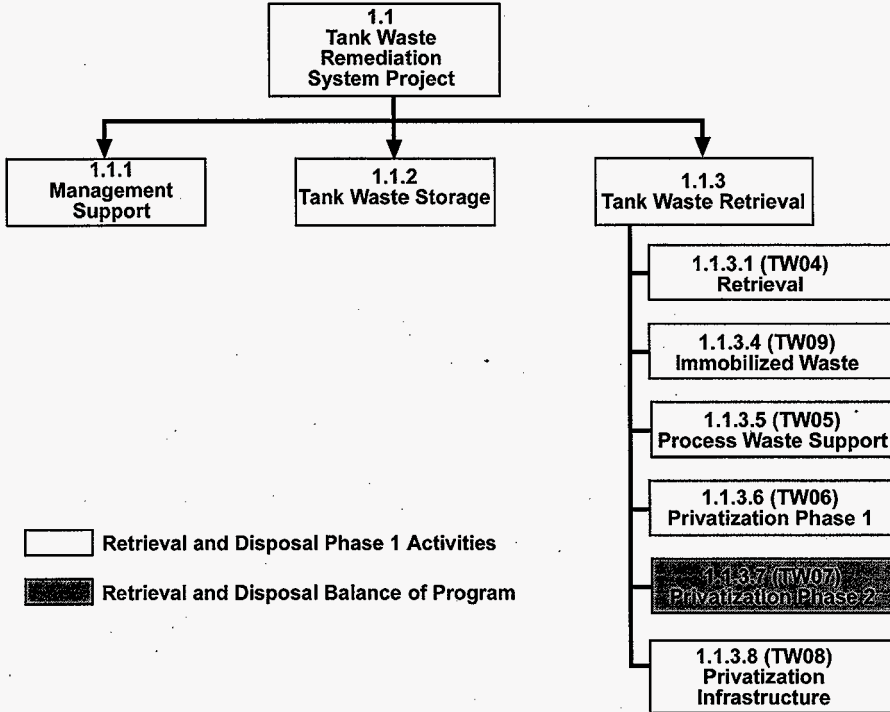 1.1
Tank Waste
Remediation
System Project
1.1.1
Management
Support
1.1.2
Tank Waste Storage
1.1.3
Tank Waste Retrieval
1.1.3.1 (TW04)
Retrieval
1.1.3.4 (TW09)
Immobilized Waste
1.1.3.5 (TW05)
Process Waste Support
1.1.3.6 (TW06)
Privatization Phase 1
1.1.3.7 (TW07)
Privatization Phase 2
1.1.3.8 (TW08)
Privatization
Infrastructure
Retrieval and Disposal Phase 1 Activities
Retrieval and Disposal Balance of Program